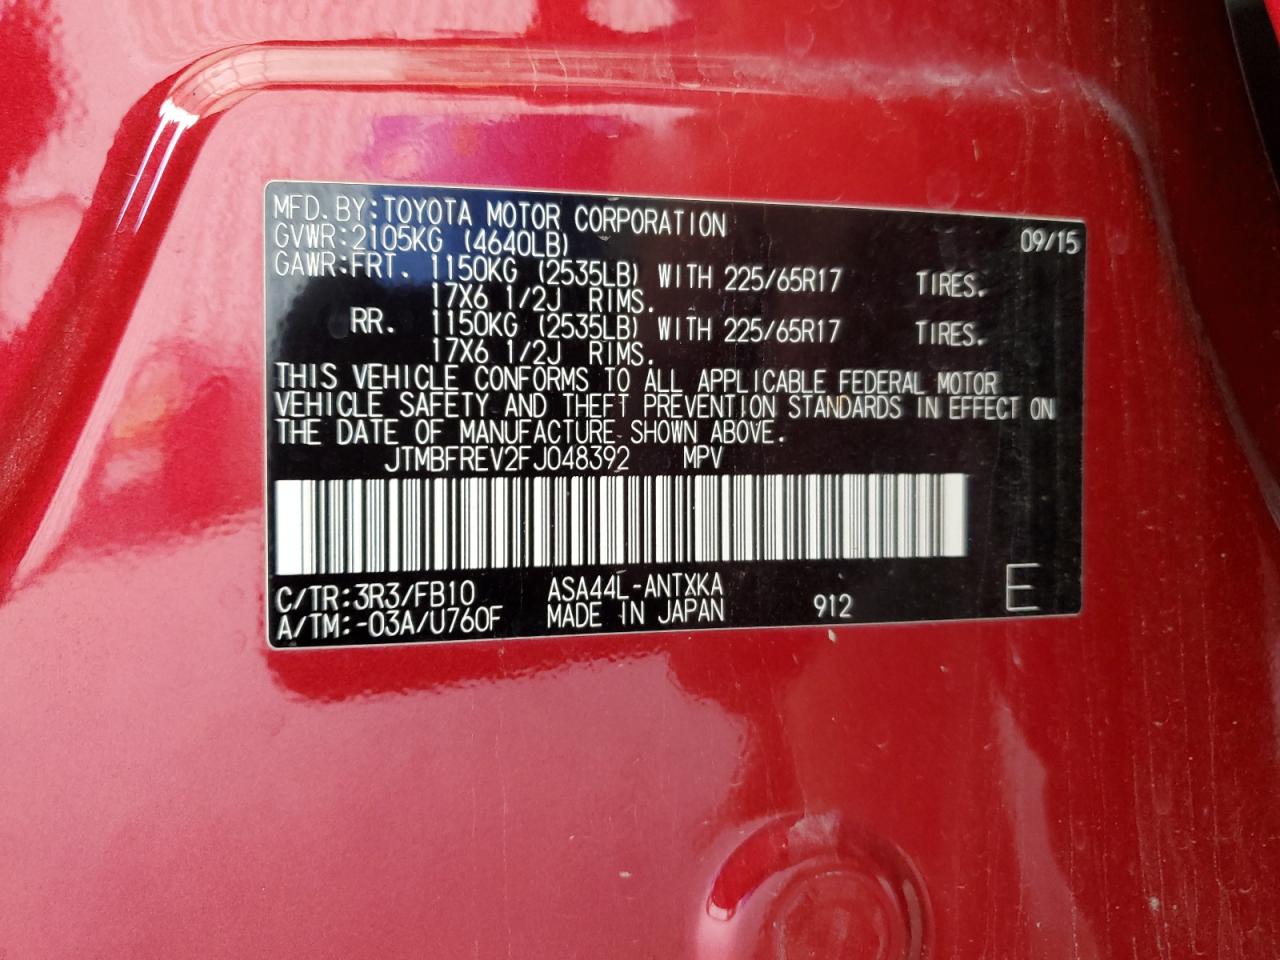 MFD. BY:TOYOTA MOTOR CORPORATION 09/15
GVWR:2105KG (4640LB)
GAWR:FRT. 1150KG (2535LB) WITH 225/65R17 TIRES.
17X6 1/2J RIMS.
RR. 1150KG (2535LB) WITH 225/65R17 TIRES.
17X6 1/2J RIMS.
THIS VEHICLE CONFORMS TO ALL APPLICABLE FEDERAL MOTOR
VEHICLE SAFETY AND THEFT PREVENTION STANDARDS IN EFFECT ON
THE DATE OF MANUFACTURE SHOWN ABOVE.
JTMBFREV2FJ048392 MPV
C/TR:3R3/FB10 ASA44L-ANTXKA
A/TM:-03A/U760F MADE IN JAPAN 912 E